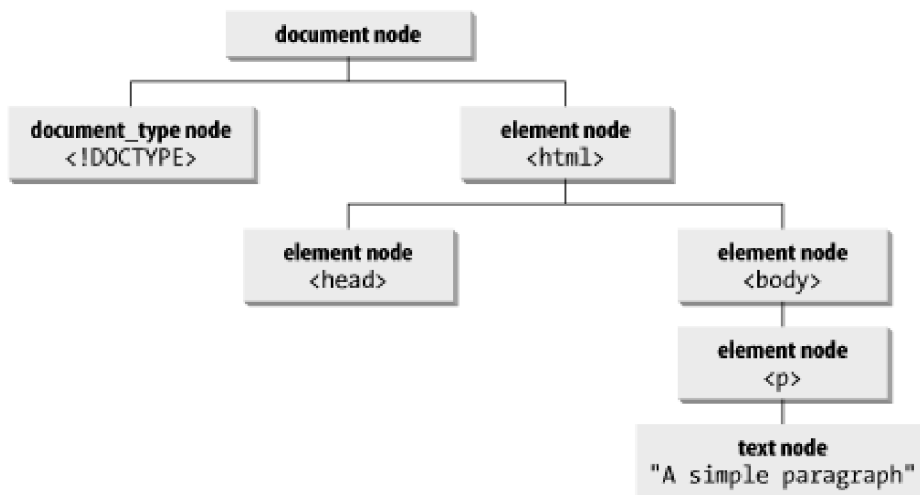 document node
document_type node
<!DOCTYPE>
element node
<html>
element node
<head>
element node
<body>
element node
<p>
text node
"A simple paragraph"